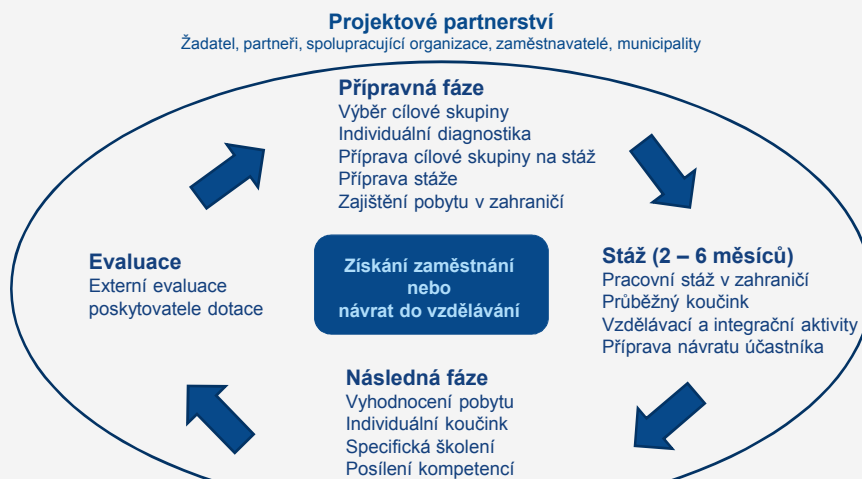 Projektové partnerství
Žadatel, partneři, spolupracující organizace, zaměstnavatelé, municipality
Přípravná fáze
Výběr cílové skupiny
Individuální diagnostika
Příprava cílové skupiny na stáž
Příprava stáže
Zajištění pobytu v zahraničí
Stáž (2 – 6 měsíců)
Pracovní stáž v zahraničí
Průběžný koučink
Vzdělávací a integrační aktivity
Příprava návratu účastníka
Následná fáze
Vyhodnocení pobytu
Individuální koučink
Specifická školení
Posílení kompetencí
Evaluace
Externí evaluace
poskytovatele dotace
Získání zaměstnání
nebo
návrat do vzdělávání